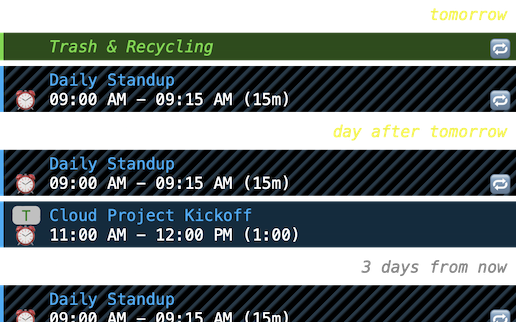 tomorrow
Trash & Recycling
Daily Standup
09:00 AM – 09:15 AM (15m)
day after tomorrow
Daily Standup
09:00 AM – 09:15 AM (15m)
T Cloud Project Kickoff
11:00 AM – 12:00 PM (1:00)
3 days from now
Daily Standup
09:00 AM – 09:15 AM (15m)